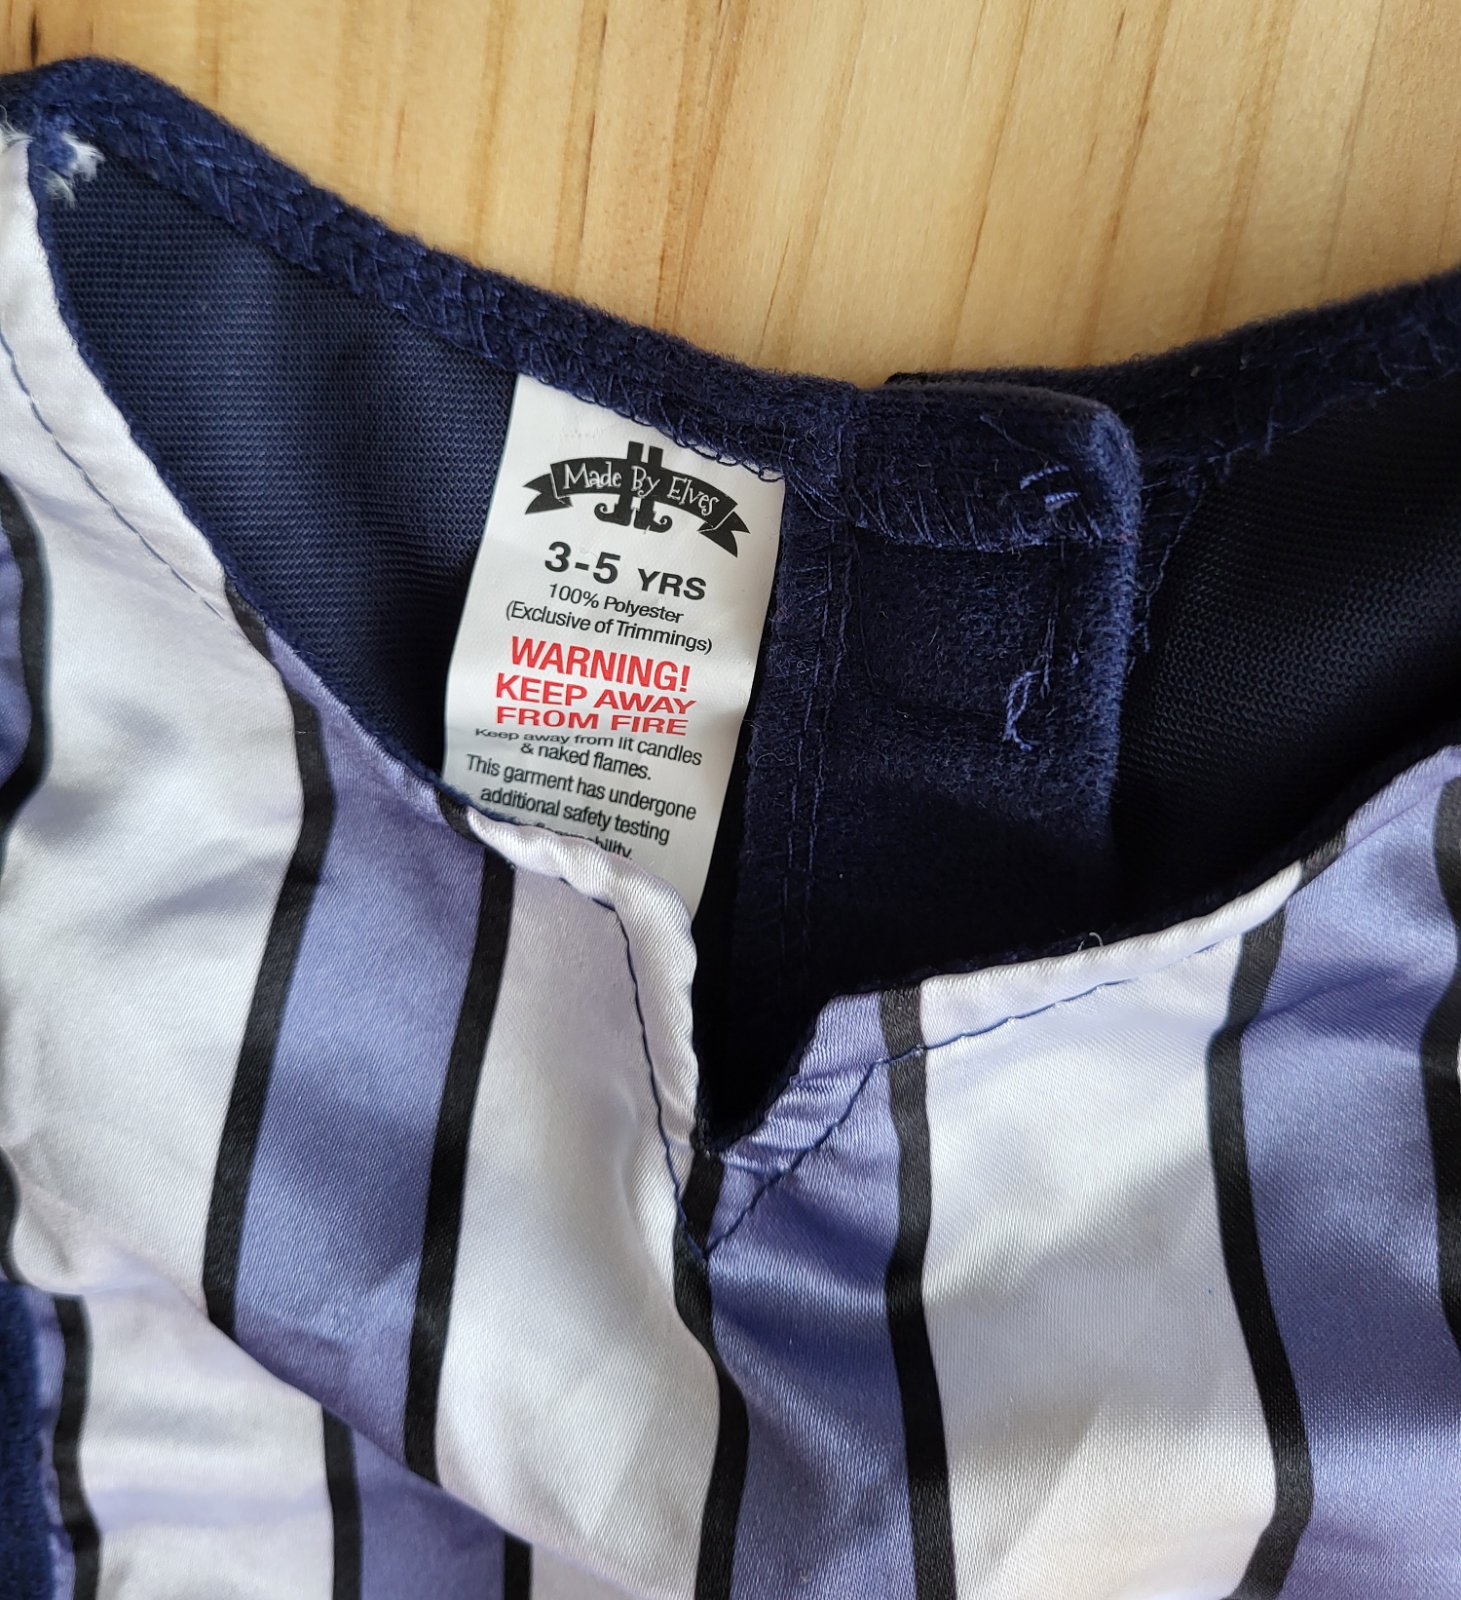 Made By Elves
3-5 YRS
100% Polyester
(Exclusive of Trimmings)
WARNING!
KEEP AWAY
FROM FIRE
Keep away from lit candles
& naked flames.
This garment has undergone
additional safety testing